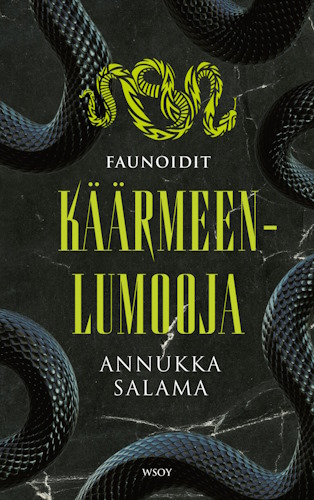 FAUNOIDIT
KÄÄRMEEN-
LUMOOJA
ANNUKKA
SALAMA
WSOY